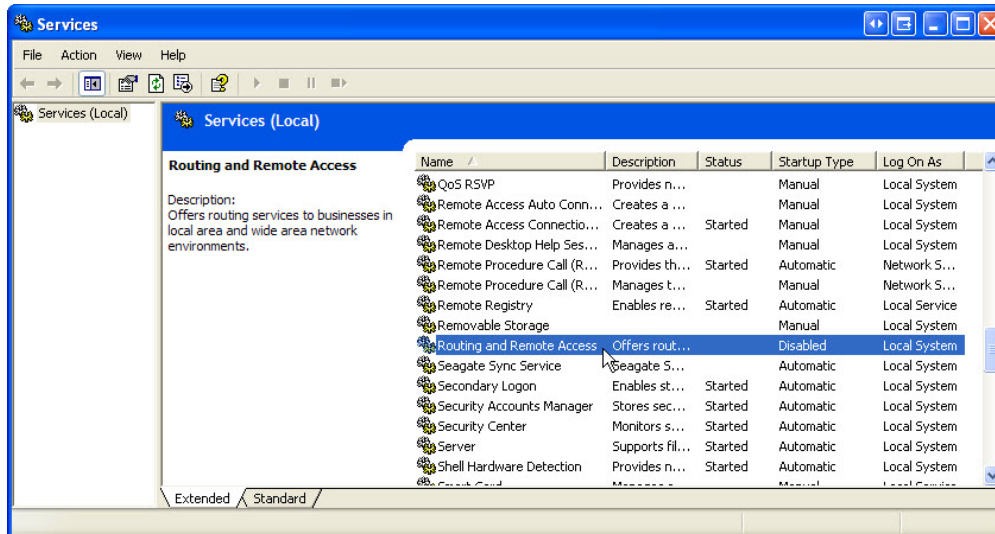 Services
File Action View Help
Services (Local)
Services (Local)
Routing and Remote Access
Description:
Offers routing services to businesses in
local area and wide area network
environments.
Name Description Status Startup Type Log On As
QoS RSVP Provides n... Manual Local System
Remote Access Auto Conn... Creates a ... Manual Local System
Remote Access Connectio... Creates a ... Started Manual Local System
Remote Desktop Help Ses... Manages a... Manual Local System
Remote Procedure Call (R... Provides th... Started Automatic Network S...
Remote Procedure Call (R... Manages t... Manual Network S...
Remote Registry Enables re... Started Automatic Local Service
Removable Storage Manual Local System
Routing and Remote Access Offers rout... Disabled Local System
Seagate Sync Service Seagate S... Automatic Local System
Secondary Logon Enables st... Started Automatic Local System
Security Accounts Manager Stores sec... Started Automatic Local System
Security Center Monitors s... Started Automatic Local System
Server Supports fil... Started Automatic Local System
Shell Hardware Detection Provides n... Started Automatic Local System
Extended Standard